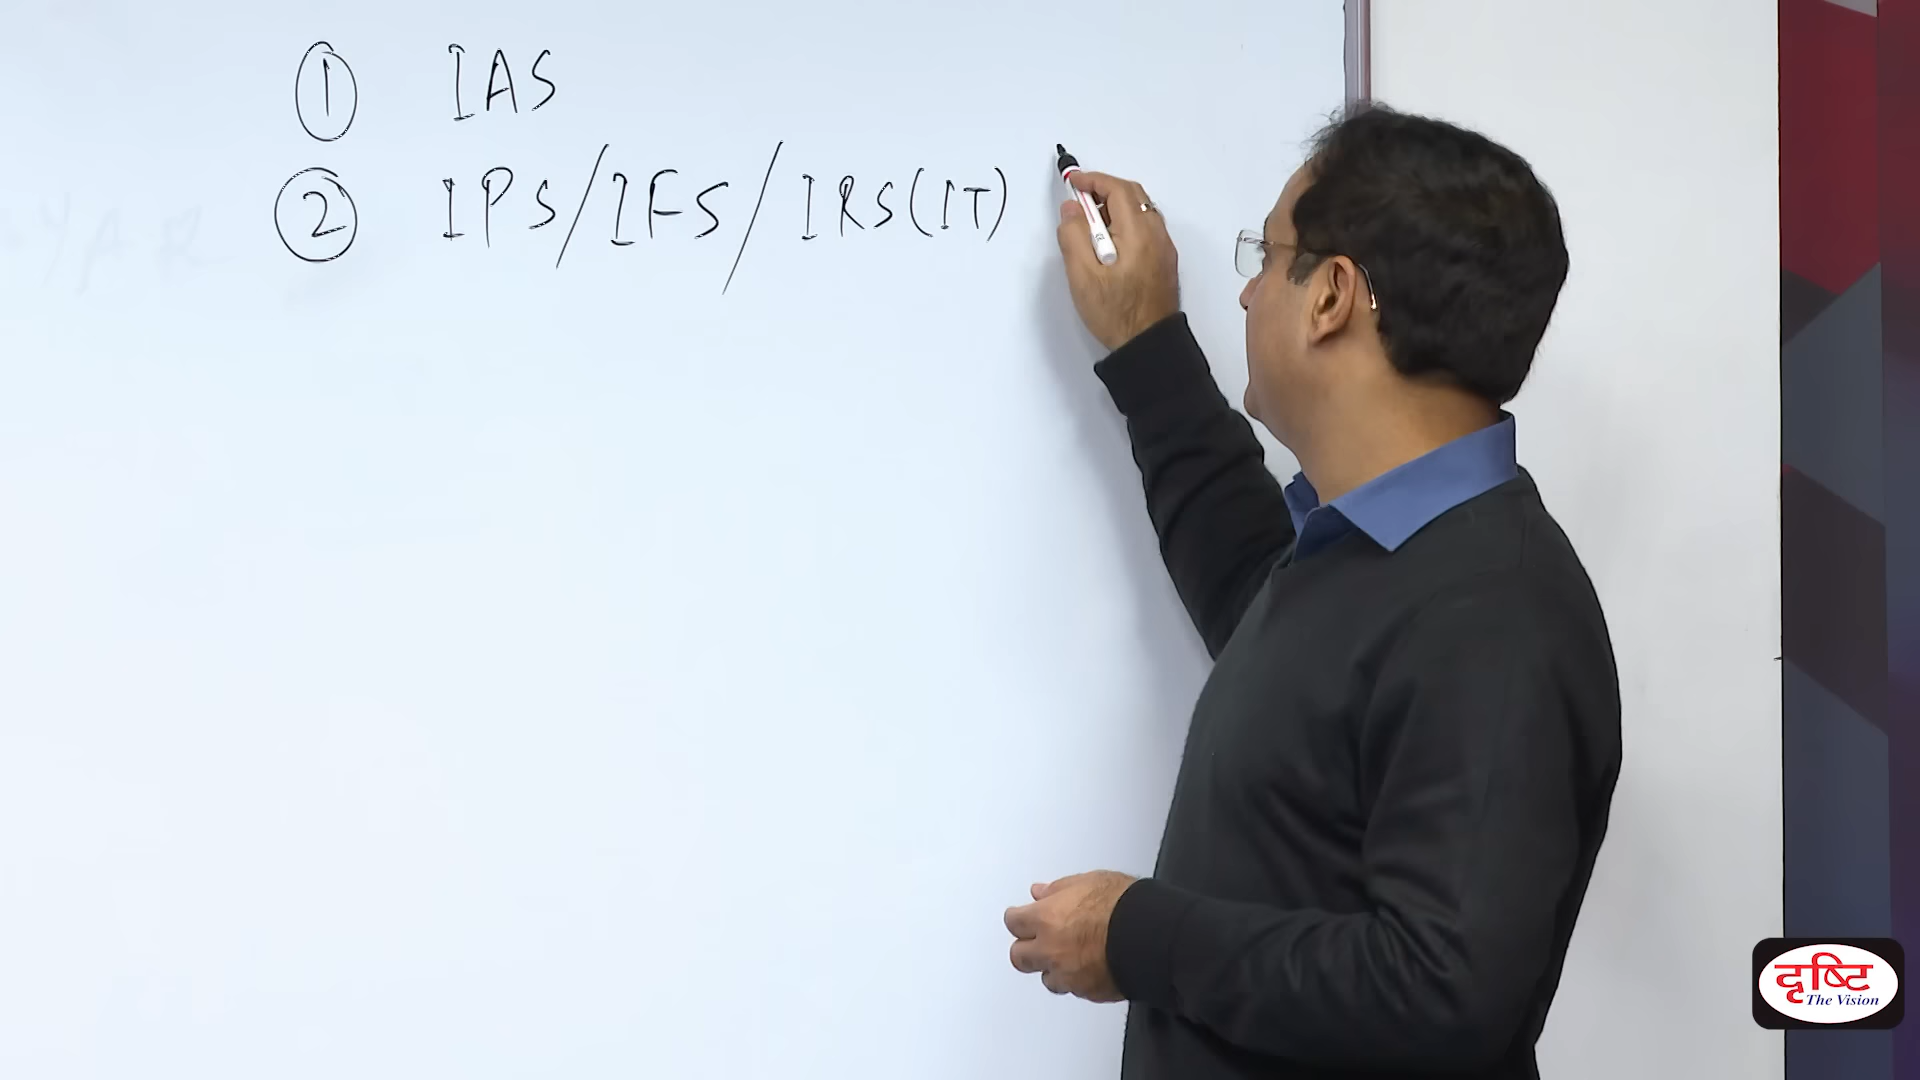 ① IAS
② IPS/IFS/IRS(IT)
दृष्टि
The Vision